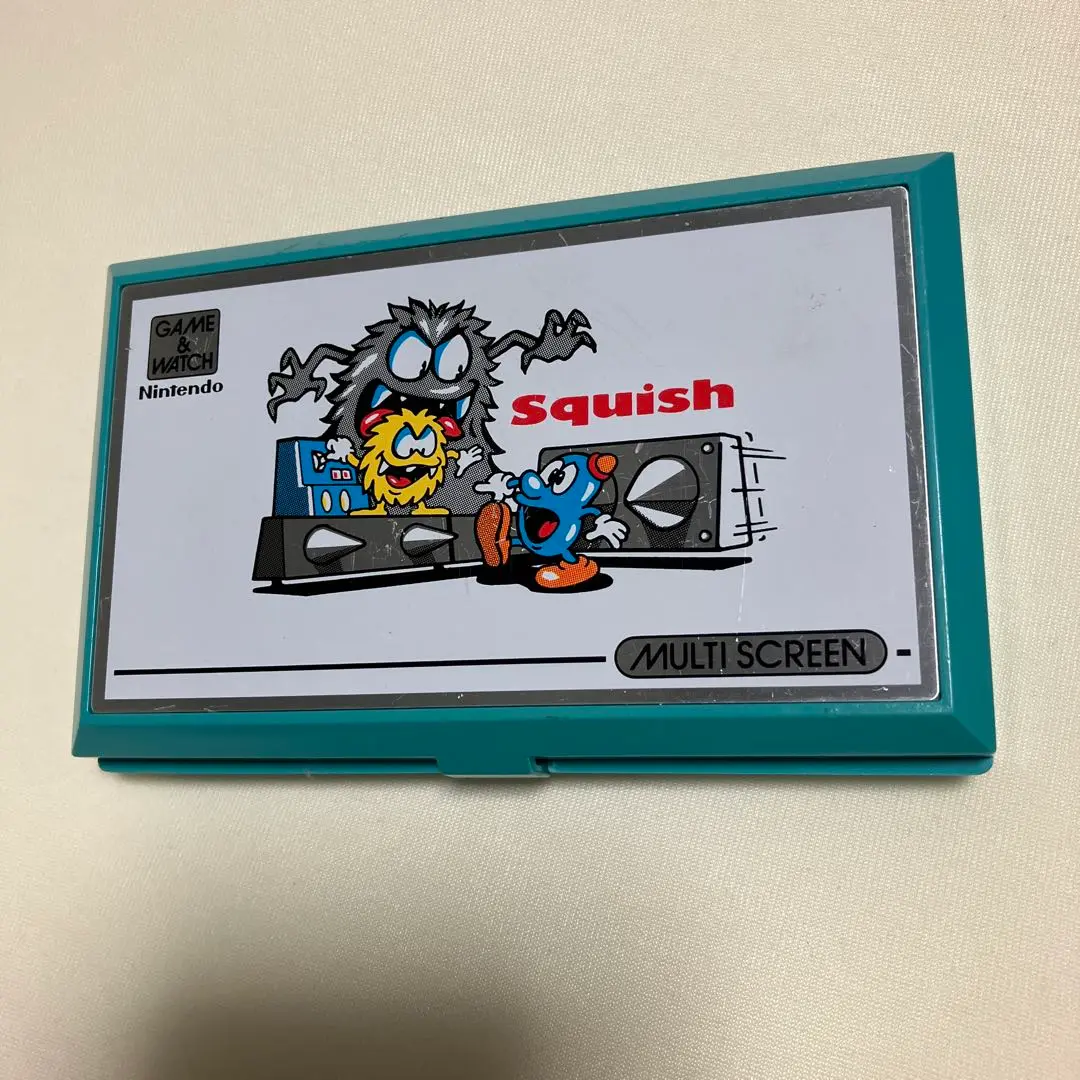 GAME
&
WATCH
Nintendo
Squish
MULTI SCREEN